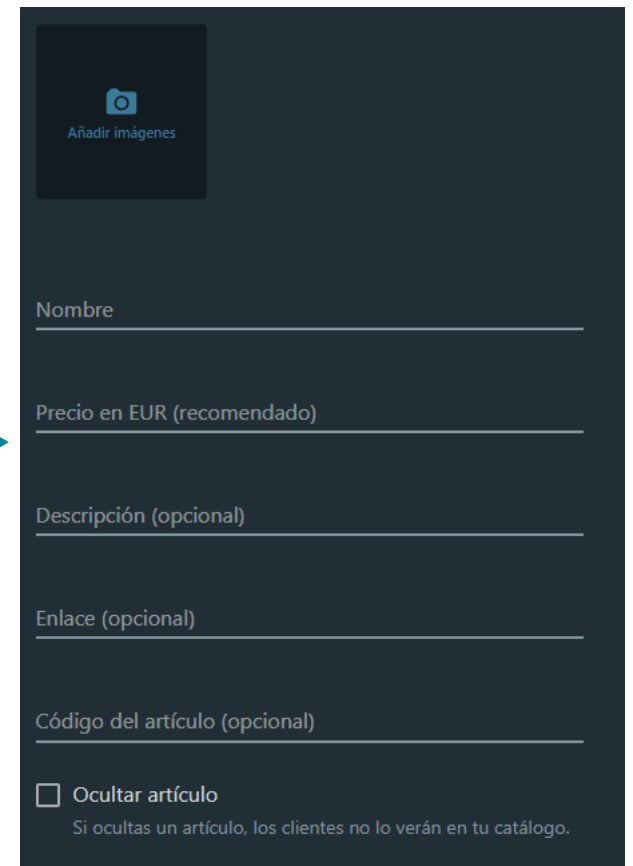 Añadir imágenes
Nombre
Precio en EUR (recomendado)
Descripción (opcional)
Enlace (opcional)
Código del artículo (opcional)
Ocultar artículo
Si ocultas un artículo, los clientes no lo verán en tu catálogo.